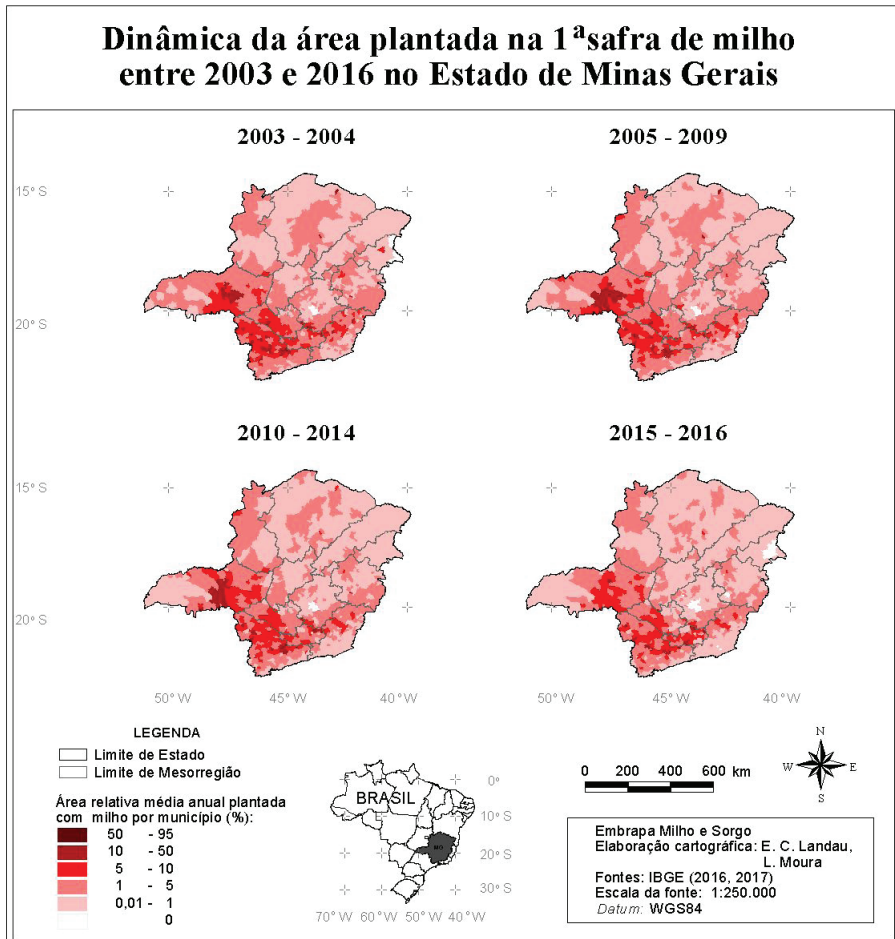 Dinâmica da área plantada na 1ª safra de milho
entre 2003 e 2016 no Estado de Minas Gerais
2003 - 2004
2005 - 2009
15° S
20° S
2010 - 2014
2015 - 2016
15° S
20° S
50° W
45° W
40° W
50° W
45° W
40° W
LEGENDA
Limite de Estado
Limite de Mesorregião
Área relativa média anual plantada
com milho por município (%):
50 - 95
10 - 50
5 - 10
1 - 5
0,01 - 1
0
BRASIL
MG
0°
10° S
20° S
30° S
70° W 60° W 50° W 40° W
0 200 400 600 km
N
W E
S
Embrapa Milho e Sorgo
Elaboração cartográfica: E. C. Landau,
L. Moura
Fontes: IBGE (2016, 2017)
Escala da fonte: 1:250.000
Datum: WGS84